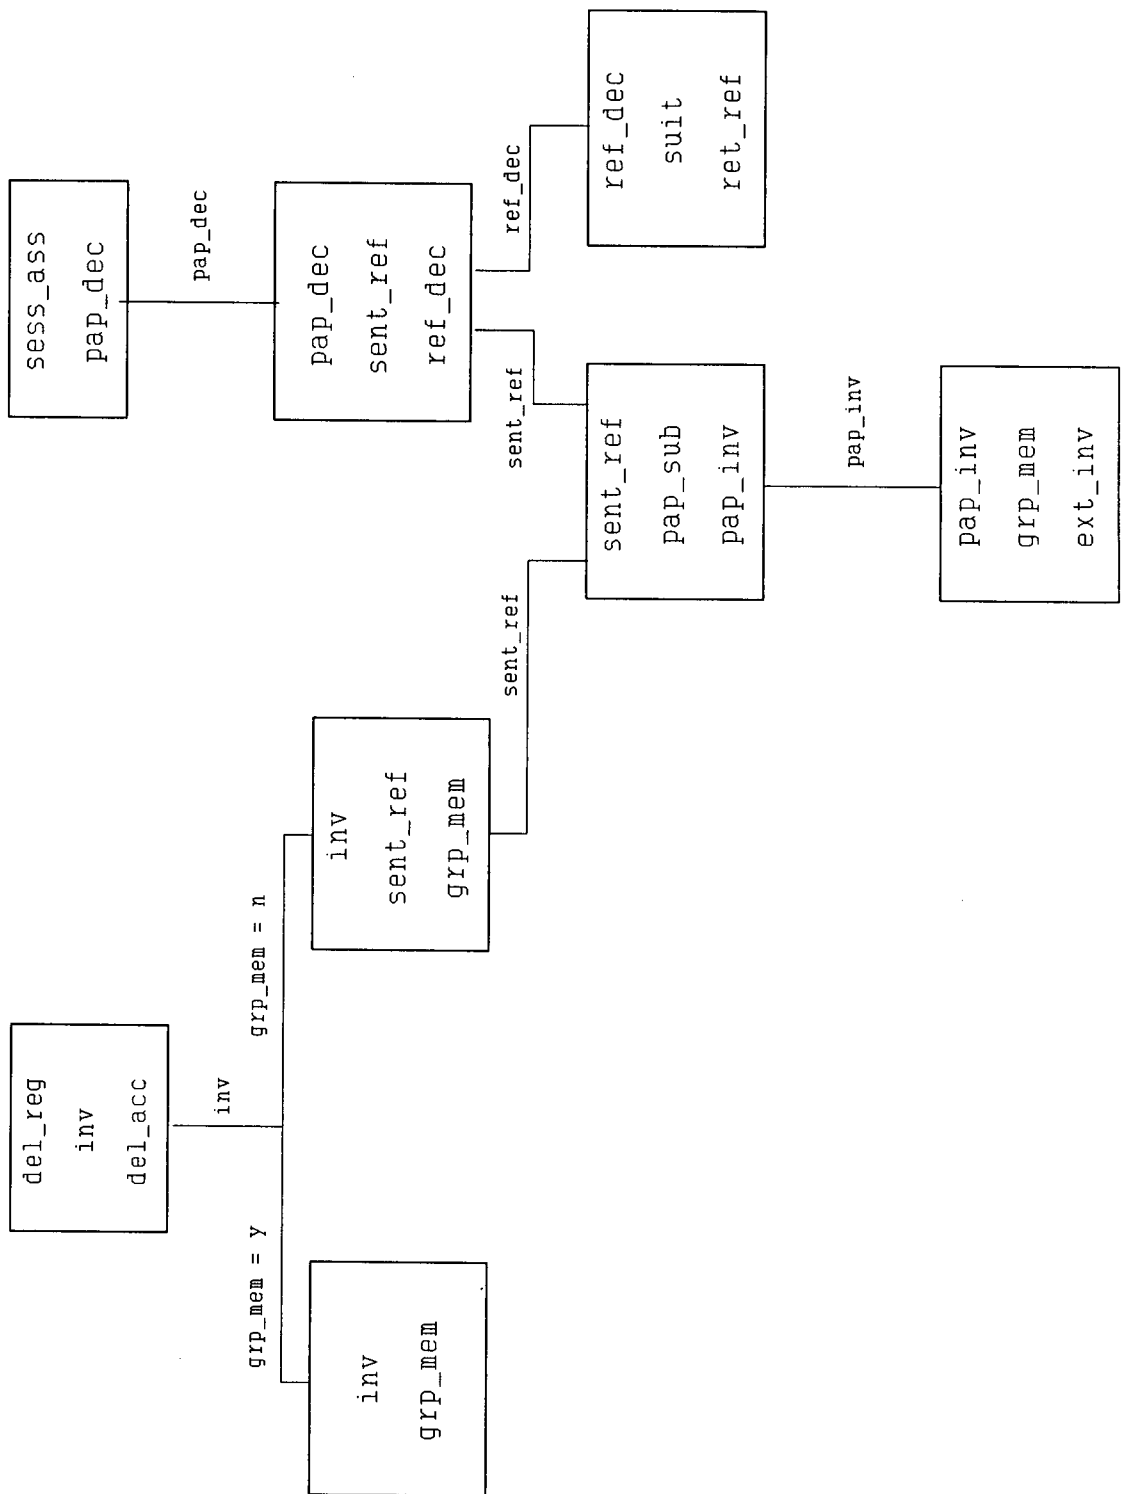 del_reg
inv
del_acc
sess_ass
pap_dec
inv
pap_dec
grp_mem = y
grp_mem = n
inv
grp_mem
inv
sent_ref
grp_mem
pap_dec
sent_ref
ref_dec
sent_ref
sent_ref
ref_dec
sent_ref
pap_sub
pap_inv
ref_dec
suit
ret_ref
pap_inv
pap_inv
grp_mem
ext_inv